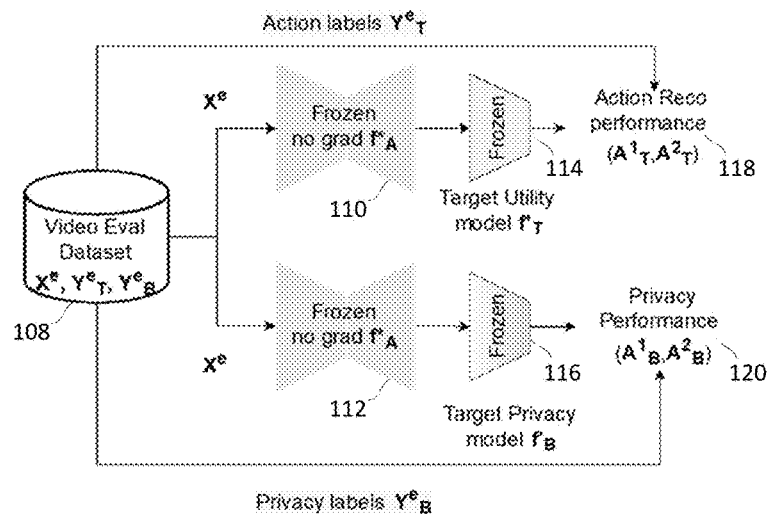 Action labels Yᵉ_T
Xᵉ
Frozen
no grad f*_A
110
Frozen
114
Target Utility
model f'_T
Action Reco
performance
(A¹_T,A²_T)
118
Video Eval
Dataset
Xᵉ, Yᵉ_T, Yᵉ_B
108
Xᵉ
Frozen
no grad f*_A
112
Frozen
116
Target Privacy
model f'_B
Privacy
Performance
(A¹_B,A²_B)
120
Privacy labels Yᵉ_B